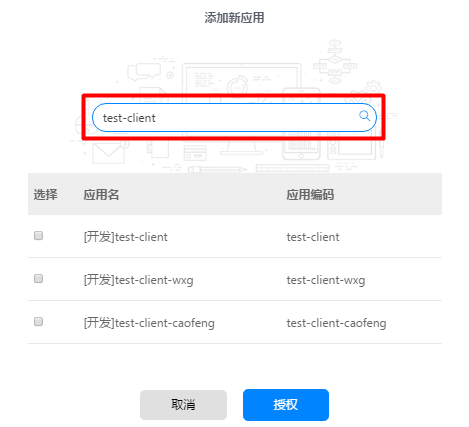 添加新应用
test-client
选择 应用名 应用编码
[开发]test-client test-client
[开发]test-client-wxg test-client-wxg
[开发]test-client-caofeng test-client-caofeng
取消 授权